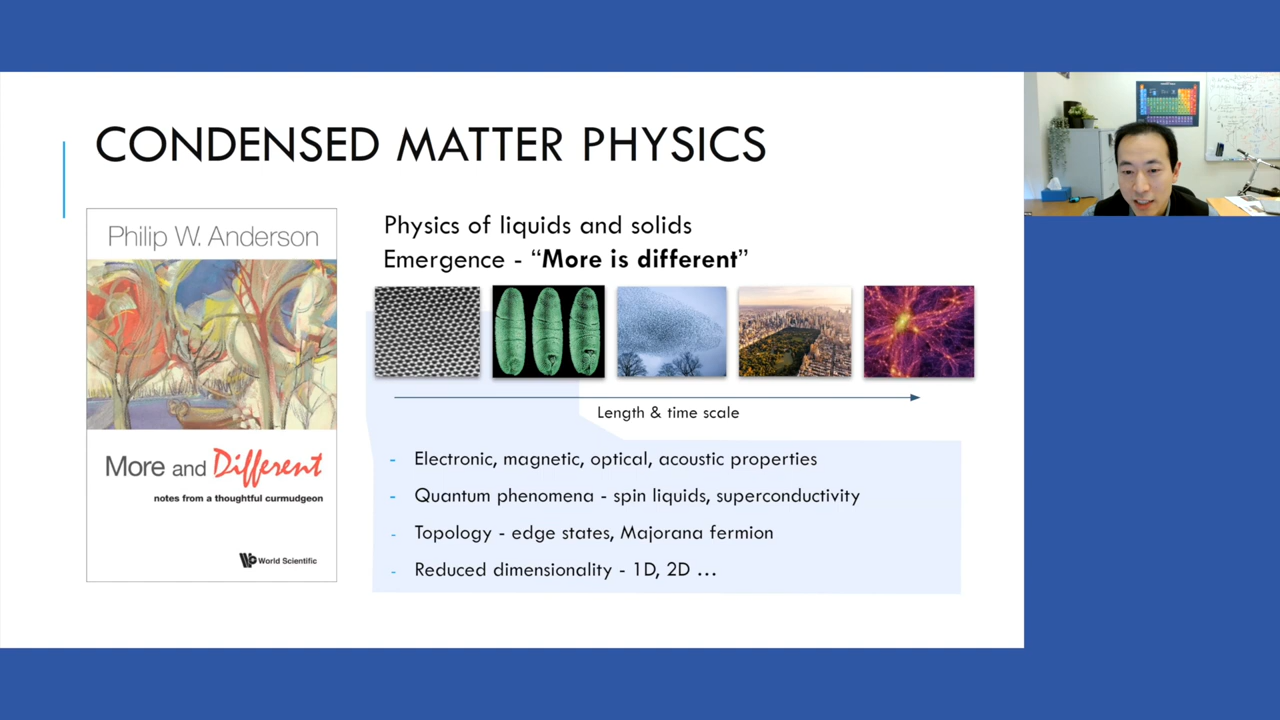 CONDENSED MATTER PHYSICS
Philip W. Anderson
More and Different
notes from a thoughtful curmudgeon
World Scientific
Physics of liquids and solids
Emergence - “More is different”
Length & time scale
- Electronic, magnetic, optical, acoustic properties
- Quantum phenomena - spin liquids, superconductivity
- Topology - edge states, Majorana fermion
- Reduced dimensionality - 1D, 2D …